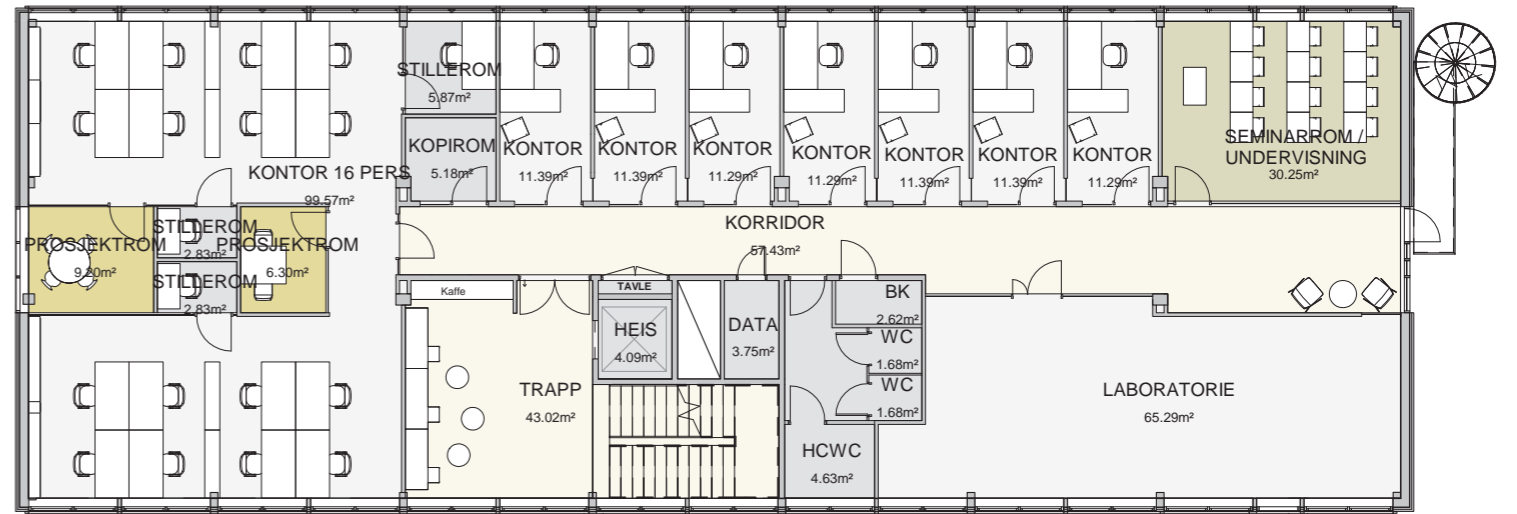 STILLEROM
5.87m²
KOPIROM
5.18m²
KONTOR
11.39m²
KONTOR
11.39m²
KONTOR
11.29m²
KONTOR
11.29m²
KONTOR
11.39m²
KONTOR
11.39m²
KONTOR
11.29m²
SEMINARROM /
UNDERVISNING
30.25m²
KONTOR 16 PERS
99.57m²
PROSJEKTROM
9.20m²
STILLEROM
2.83m²
STILLEROM
2.83m²
PROSJEKTROM
6.30m²
KORRIDOR
57.43m²
Kaffe
TAVLE
HEIS
4.09m²
DATA
3.75m²
BK
2.62m²
WC
1.68m²
WC
1.68m²
TRAPP
43.02m²
HCWC
4.63m²
LABORATORIE
65.29m²